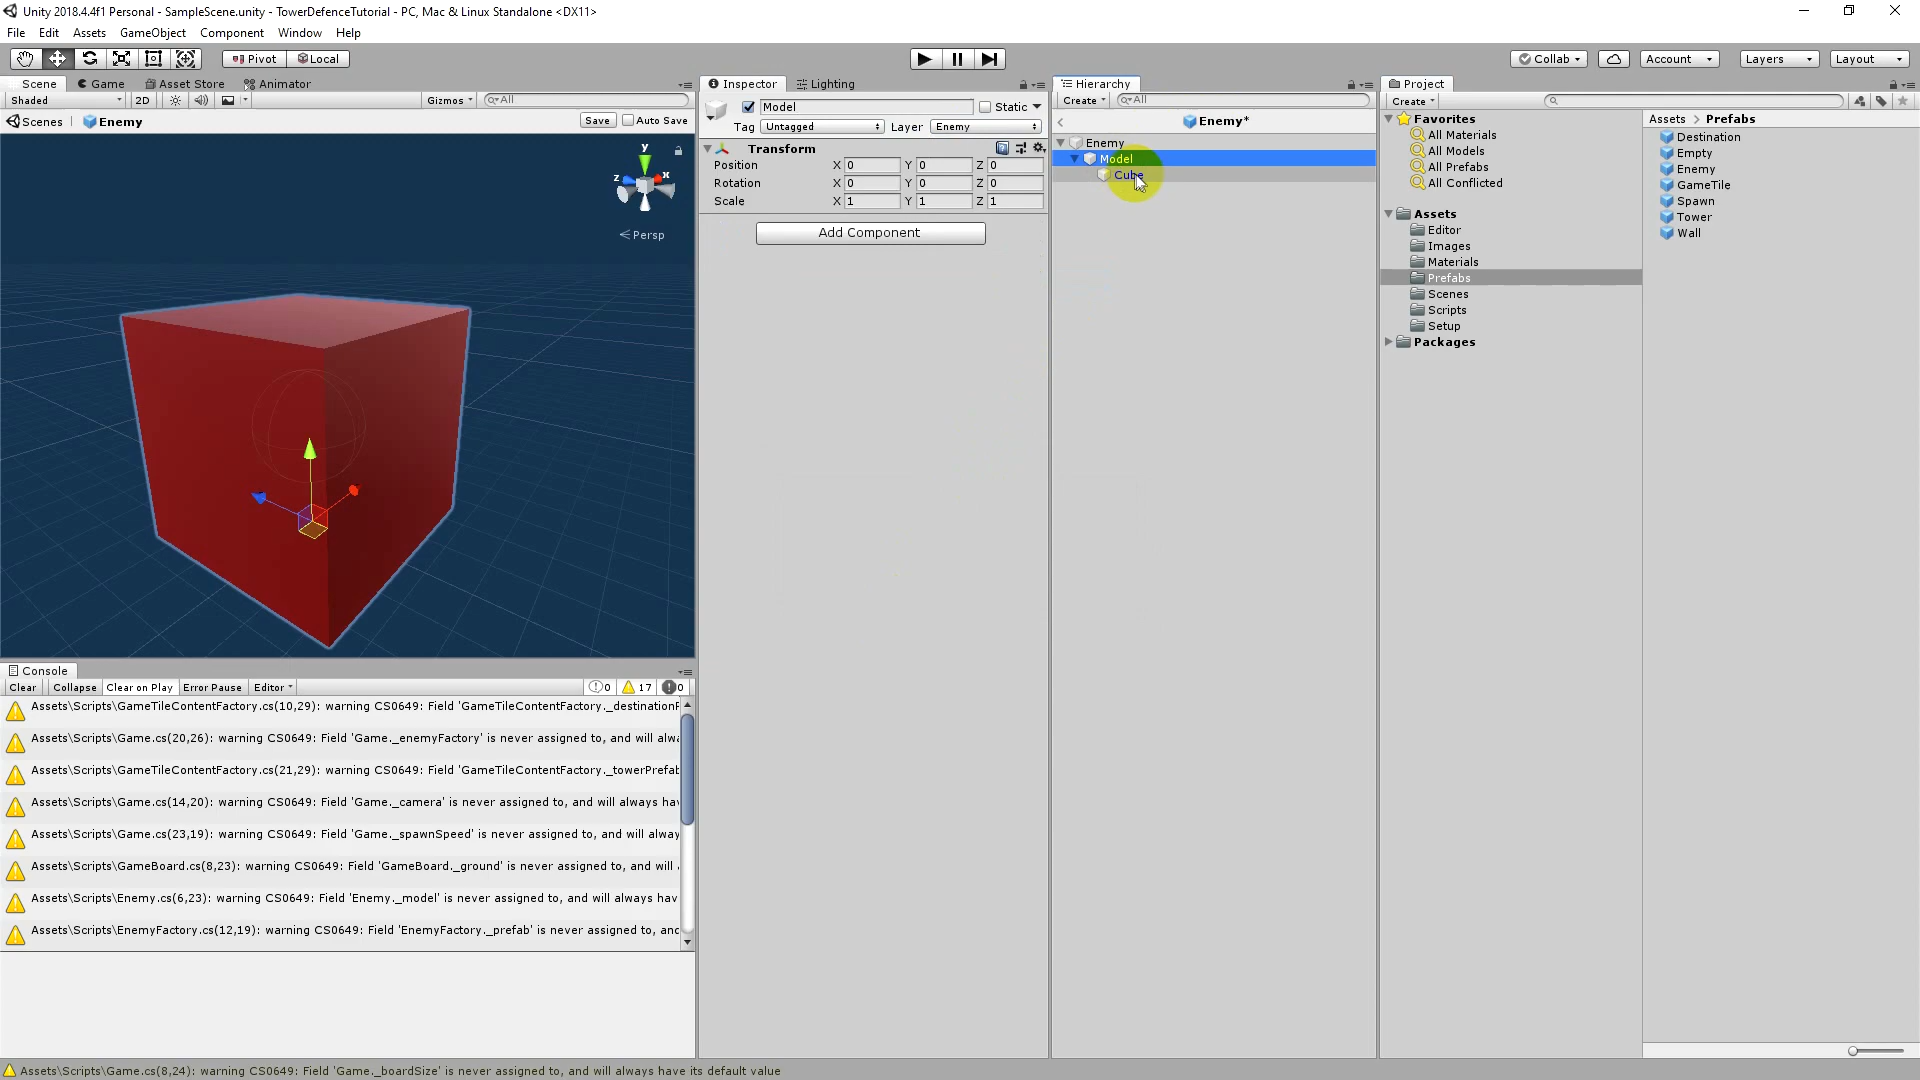 Unity 2018.4.4f1 Personal - SampleScene.unity - TowerDefenceTutorial - PC, Mac & Linux Standalone <DX11>
File Edit Assets GameObject Component Window Help
Pivot Local Collab Account Layers Layout
Scene Game Asset Store Animator
Shaded 2D Gizmos All
Scenes Enemy Save Auto Save
y
z x
Persp
Inspector Lighting
Model Static
Tag Untagged Layer Enemy
Transform
Position X 0 Y 0 Z 0
Rotation X 0 Y 0 Z 0
Scale X 1 Y 1 Z 1
Add Component
Hierarchy
Create All
Enemy*
Enemy
Model
Cube
Project
Create
Favorites
All Materials
All Models
All Prefabs
All Conflicted
Assets
Editor
Images
Materials
Prefabs
Scenes
Scripts
Setup
Packages
Assets > Prefabs
Destination
Empty
Enemy
GameTile
Spawn
Tower
Wall
Console
Clear Collapse Clear on Play Error Pause Editor 0 17 0
Assets\Scripts\GameTileContentFactory.cs(10,29): warning CS0649: Field 'GameTileContentFactory._destinationP
Assets\Scripts\Game.cs(20,26): warning CS0649: Field 'Game._enemyFactory' is never assigned to, and will alwa
Assets\Scripts\GameTileContentFactory.cs(21,29): warning CS0649: Field 'GameTileContentFactory._towerPrefab
Assets\Scripts\Game.cs(14,20): warning CS0649: Field 'Game._camera' is never assigned to, and will always hav
Assets\Scripts\Game.cs(23,19): warning CS0649: Field 'Game._spawnSpeed' is never assigned to, and will alway
Assets\Scripts\GameBoard.cs(8,23): warning CS0649: Field 'GameBoard._ground' is never assigned to, and will
Assets\Scripts\Enemy.cs(6,23): warning CS0649: Field 'Enemy._model' is never assigned to, and will always hav
Assets\Scripts\EnemyFactory.cs(12,19): warning CS0649: Field 'EnemyFactory._prefab' is never assigned to, and
Assets\Scripts\Game.cs(8,24): warning CS0649: Field 'Game._boardSize' is never assigned to, and will always have its default value